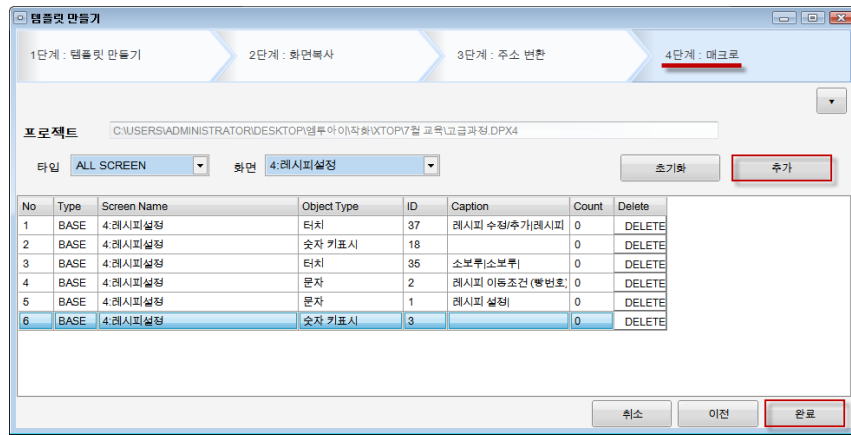 템플릿 만들기
1단계 : 템플릿 만들기 2단계 : 화면복사 3단계 : 주소 변환 4단계 : 매크로
프로젝트 C:\USERS\ADMINISTRATOR\DESKTOP\엠투아이\작화\XTOP\7월 교육\고급과정.DPX4
타입 ALL SCREEN 화면 4:레시피설정 초기화 추가
No Type Screen Name Object Type ID Caption Count Delete
1 BASE 4:레시피설정 터치 37 레시피 수정/추가|레시피 0 DELETE
2 BASE 4:레시피설정 숫자 키표시 18 0 DELETE
3 BASE 4:레시피설정 터치 35 소보루|소보루| 0 DELETE
4 BASE 4:레시피설정 문자 2 레시피 이동조건 (빵번호) 0 DELETE
5 BASE 4:레시피설정 문자 1 레시피 설정| 0 DELETE
6 BASE 4:레시피설정 숫자 키표시 3 0 DELETE
취소 이전 완료